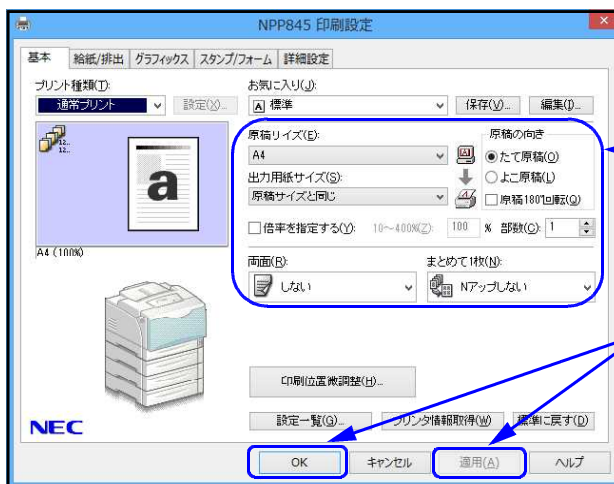 NPP845 印刷設定
基本 給紙/排出 グラフィックス スタンプ/フォーム 詳細設定
プリント種類(T): お気に入り(J):
通常プリント 設定(X)... A 標準 保存(V)... 編集(I)...
原稿サイズ(E): 原稿の向き
A4 たて原稿(O)
出力用紙サイズ(S): よこ原稿(L)
原稿サイズと同じ 原稿180°回転(Q)
倍率を指定する(Y): 10～400%(Z): 100 % 部数(C): 1
a
A4 (100%)
両面(R): まとめて1枚(N):
しない Nアップしない
印刷位置微調整(H)...
NEC
設定一覧(G)... プリンタ情報取得(W) 標準に戻す(D)
OK キャンセル 適用(A) ヘルプ